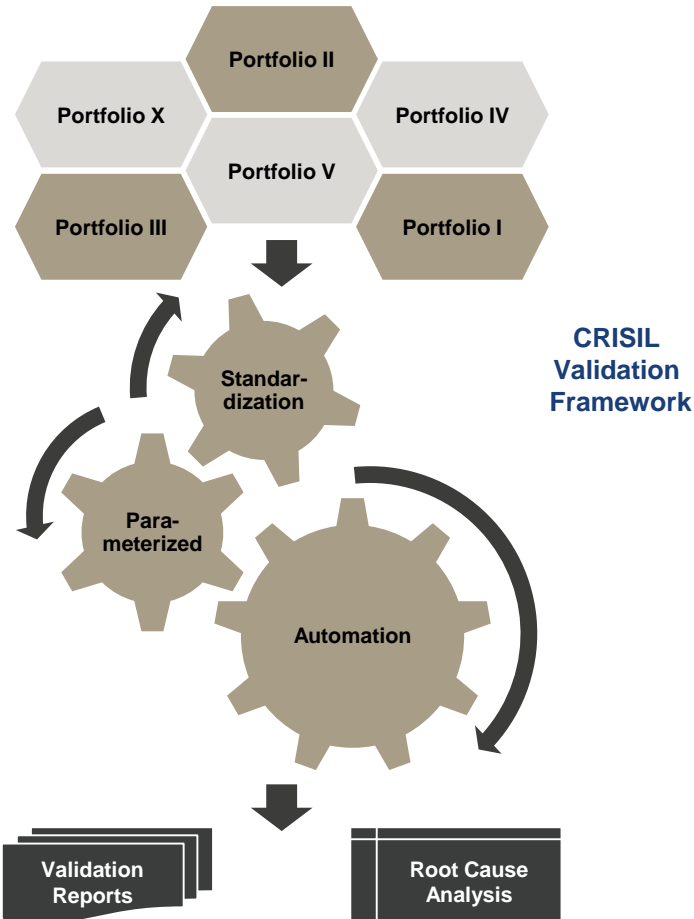 Portfolio II
Portfolio X
Portfolio IV
Portfolio V
Portfolio III
Portfolio I
CRISIL
Validation
Framework
Standar-
dization
Para-
meterized
Automation
Validation
Reports
Root Cause
Analysis